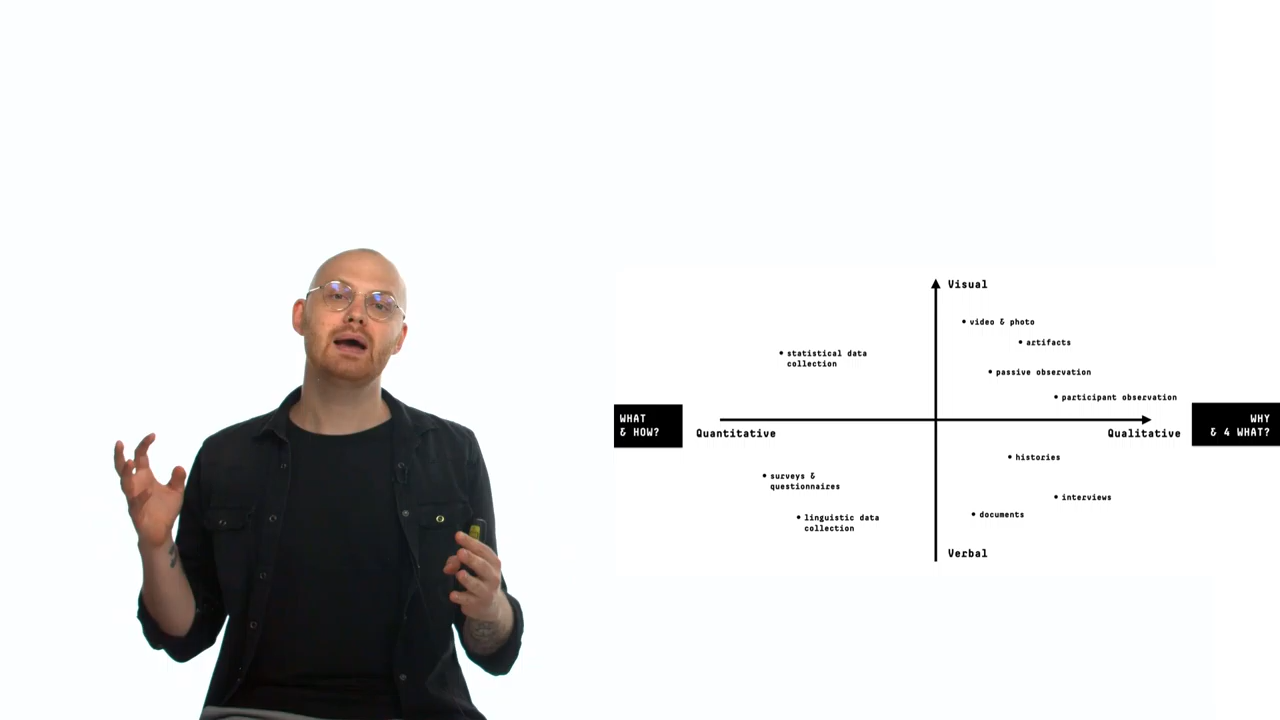 Visual
• video & photo
• artifacts
• statistical data
collection
• passive observation
• participant observation
WHAT
& HOW?
Quantitative
Qualitative
WHY
& 4 WHAT?
• histories
• surveys &
questionnaires
• interviews
• documents
• linguistic data
collection
Verbal